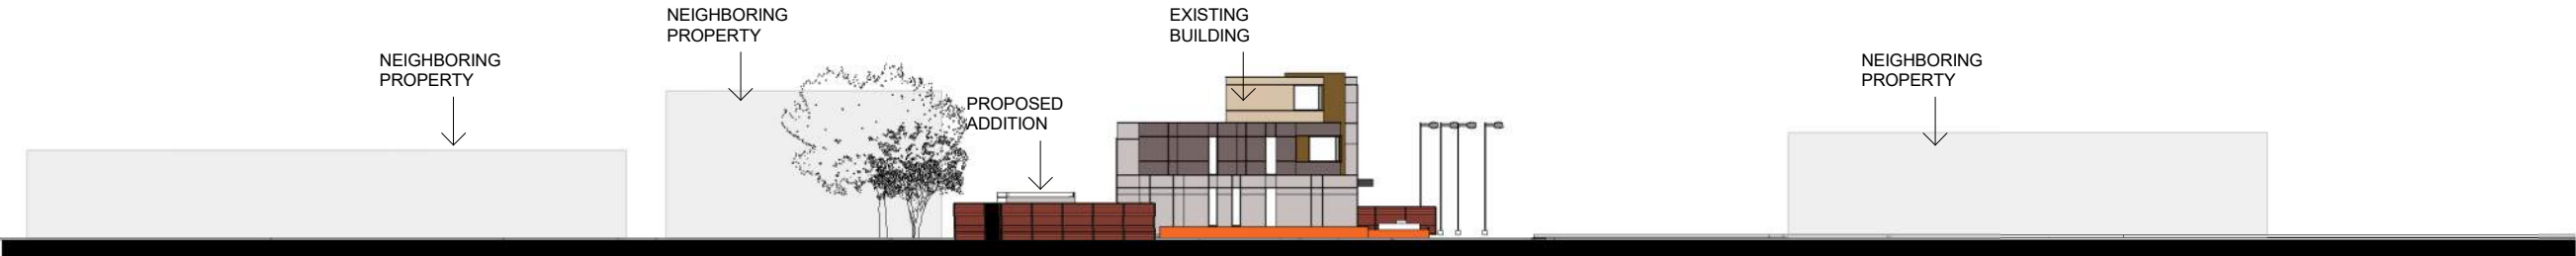 NEIGHBORING
PROPERTY
NEIGHBORING
PROPERTY
PROPOSED
ADDITION
EXISTING
BUILDING
NEIGHBORING
PROPERTY